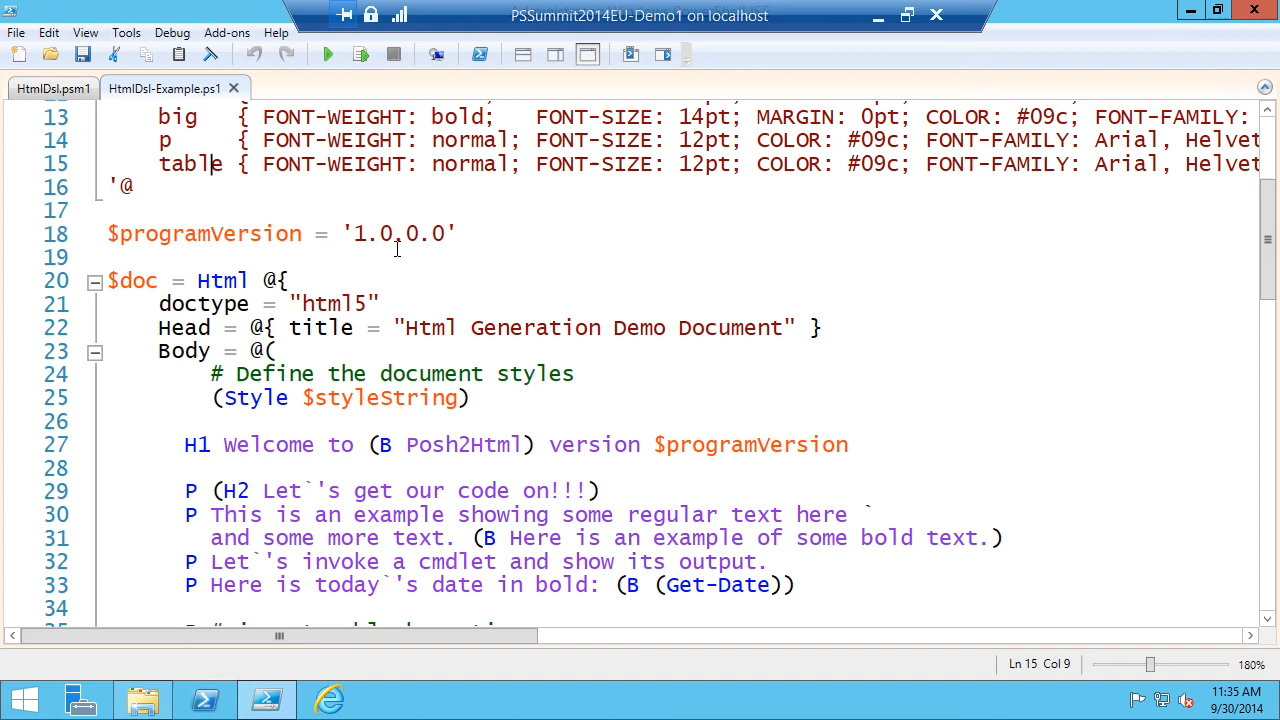 PSSummit2014EU-Demo1 on localhost
File Edit View Tools Debug Add-ons Help
HtmlDsl.psm1 HtmlDsl-Example.ps1
13 big { FONT-WEIGHT: bold; FONT-SIZE: 14pt; MARGIN: 0pt; COLOR: #09c; FONT-FAMILY:
14 p { FONT-WEIGHT: normal; FONT-SIZE: 12pt; COLOR: #09c; FONT-FAMILY: Arial, Helvet
15 table { FONT-WEIGHT: normal; FONT-SIZE: 12pt; COLOR: #09c; FONT-FAMILY: Arial, Helvet
16 '@
17
18 $programVersion = '1.0.0.0'
19
20 $doc = Html @{
21 doctype = "html5"
22 Head = @{ title = "Html Generation Demo Document" }
23 Body = @(
24 # Define the document styles
25 (Style $styleString)
26
27 H1 Welcome to (B Posh2Html) version $programVersion
28
29 P (H2 Let`'s get our code on!!!)
30 P This is an example showing some regular text here `
31 and some more text. (B Here is an example of some bold text.)
32 P Let`'s invoke a cmdlet and show its output.
33 P Here is today`'s date in bold: (B (Get-Date))
34
Ln 15 Col 9 180%
11:35 AM
9/30/2014